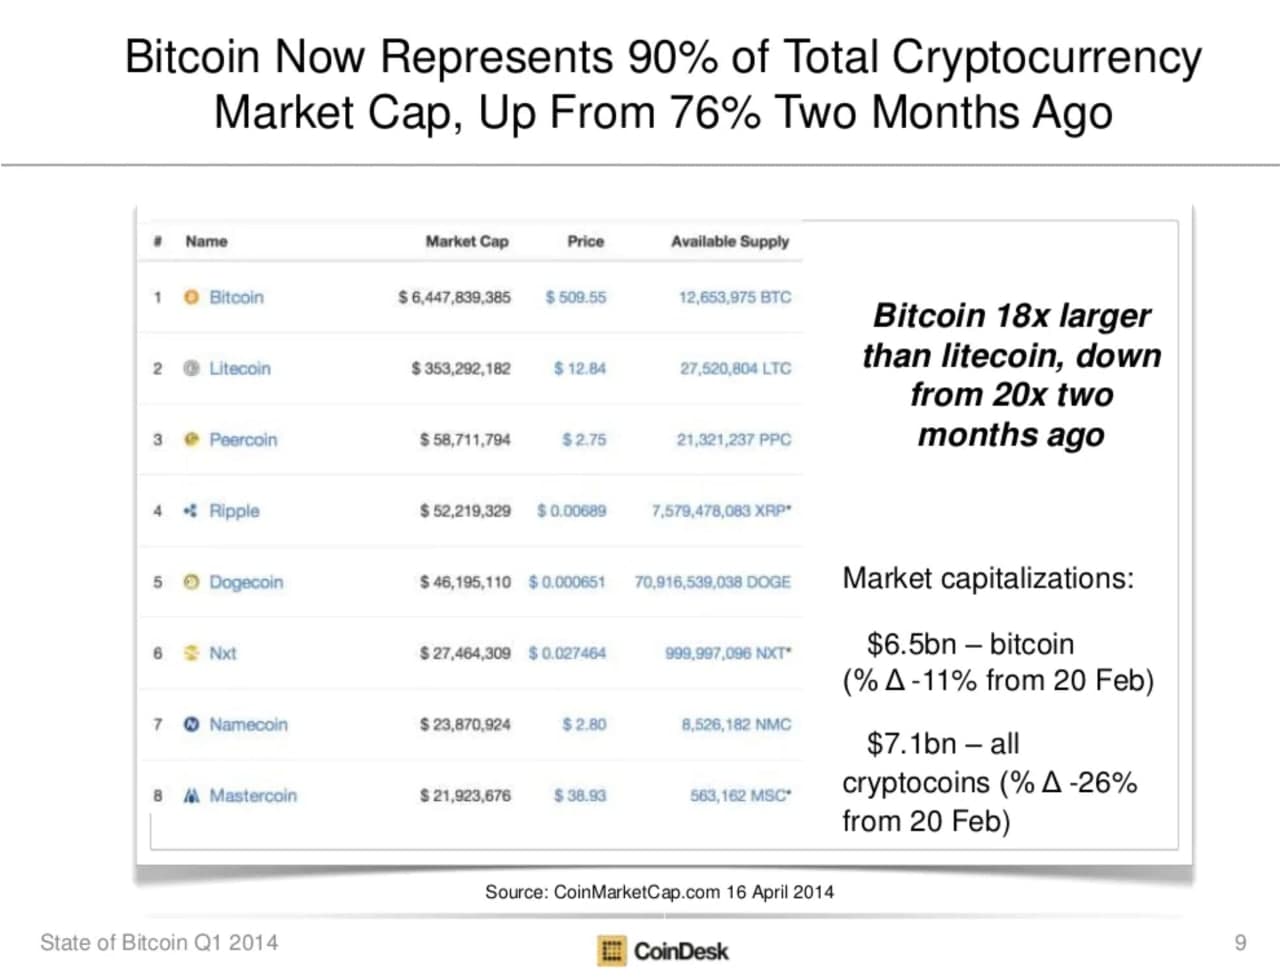 Bitcoin Now Represents 90% of Total Cryptocurrency
Market Cap, Up From 76% Two Months Ago
# Name Market Cap Price Available Supply
1 Bitcoin $ 6,447,839,385 $ 509.55 12,653,975 BTC
2 Litecoin $ 353,292,182 $ 12.84 27,520,804 LTC
3 Peercoin $ 58,711,794 $ 2.75 21,321,237 PPC
4 Ripple $ 52,219,329 $ 0.00689 7,579,478,083 XRP*
5 Dogecoin $ 46,195,110 $ 0.000651 70,916,539,038 DOGE
6 Nxt $ 27,464,309 $ 0.027464 999,997,096 NXT*
7 Namecoin $ 23,870,924 $ 2.80 8,526,182 NMC
8 Mastercoin $ 21,923,676 $ 38.93 563,162 MSC*
Bitcoin 18x larger
than litecoin, down
from 20x two
months ago
Market capitalizations:
$6.5bn – bitcoin
(% Δ -11% from 20 Feb)
$7.1bn – all
cryptocoins (% Δ -26%
from 20 Feb)
Source: CoinMarketCap.com 16 April 2014
State of Bitcoin Q1 2014
CoinDesk
9